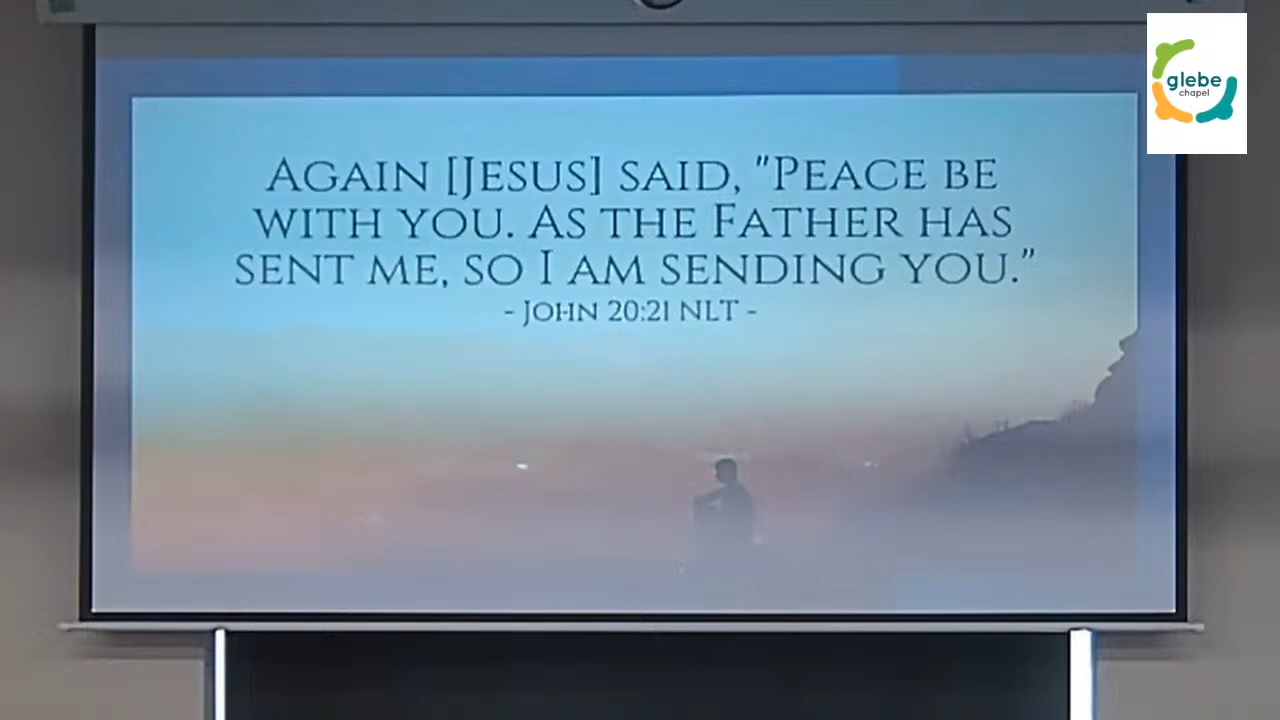 glebe
chapel
AGAIN [JESUS] SAID, "PEACE BE
WITH YOU. AS THE FATHER HAS
SENT ME, SO I AM SENDING YOU."
- JOHN 20:21 NLT -